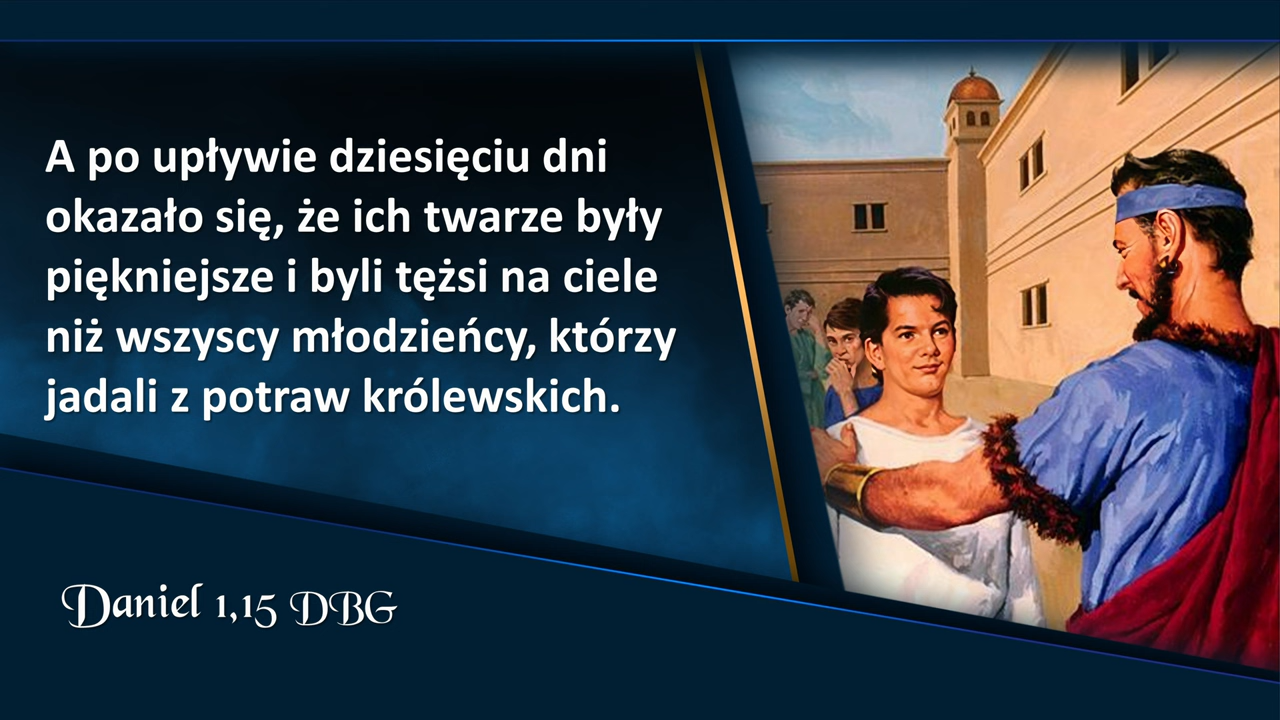 A po upływie dziesięciu dni
okazało się, że ich twarze były
piękniejsze i byli tężsi na ciele
niż wszyscy młodzieńcy, którzy
jadali z potraw królewskich.
Daniel 1,15 DBG